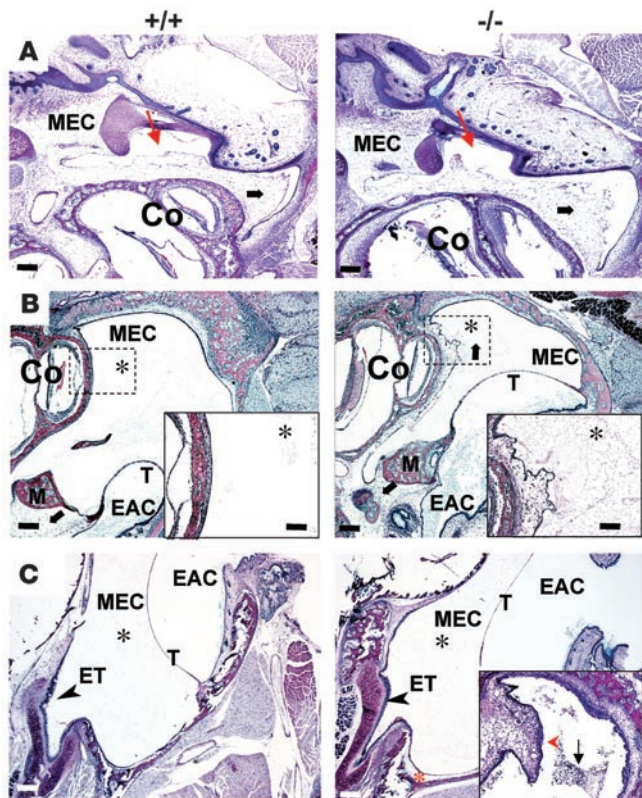 +/+ -/-
A MEC Co MEC Co
B MEC * Co * M T EAC * MEC Co T M EAC *
C EAC MEC * T ET EAC MEC T * ET *